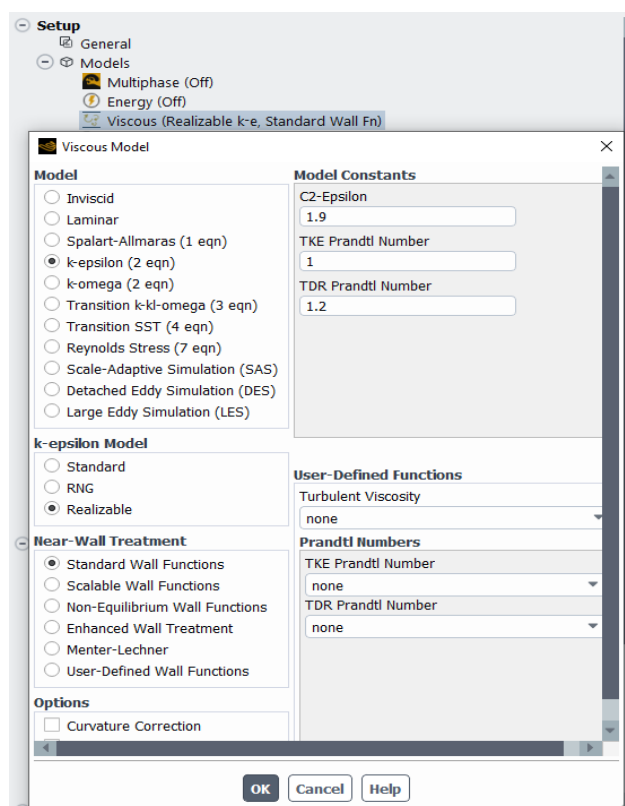 Setup
General
Models
Multiphase (Off)
Energy (Off)
Viscous (Realizable k-e, Standard Wall Fn)
Viscous Model
Model
Inviscid
Laminar
Spalart-Allmaras (1 eqn)
k-epsilon (2 eqn)
k-omega (2 eqn)
Transition k-kl-omega (3 eqn)
Transition SST (4 eqn)
Reynolds Stress (7 eqn)
Scale-Adaptive Simulation (SAS)
Detached Eddy Simulation (DES)
Large Eddy Simulation (LES)
k-epsilon Model
Standard
RNG
Realizable
Near-Wall Treatment
Standard Wall Functions
Scalable Wall Functions
Non-Equilibrium Wall Functions
Enhanced Wall Treatment
Menter-Lechner
User-Defined Wall Functions
Options
Curvature Correction
Model Constants
C2-Epsilon
1.9
TKE Prandtl Number
1
TDR Prandtl Number
1.2
User-Defined Functions
Turbulent Viscosity
none
Prandtl Numbers
TKE Prandtl Number
none
TDR Prandtl Number
none
OK
Cancel
Help